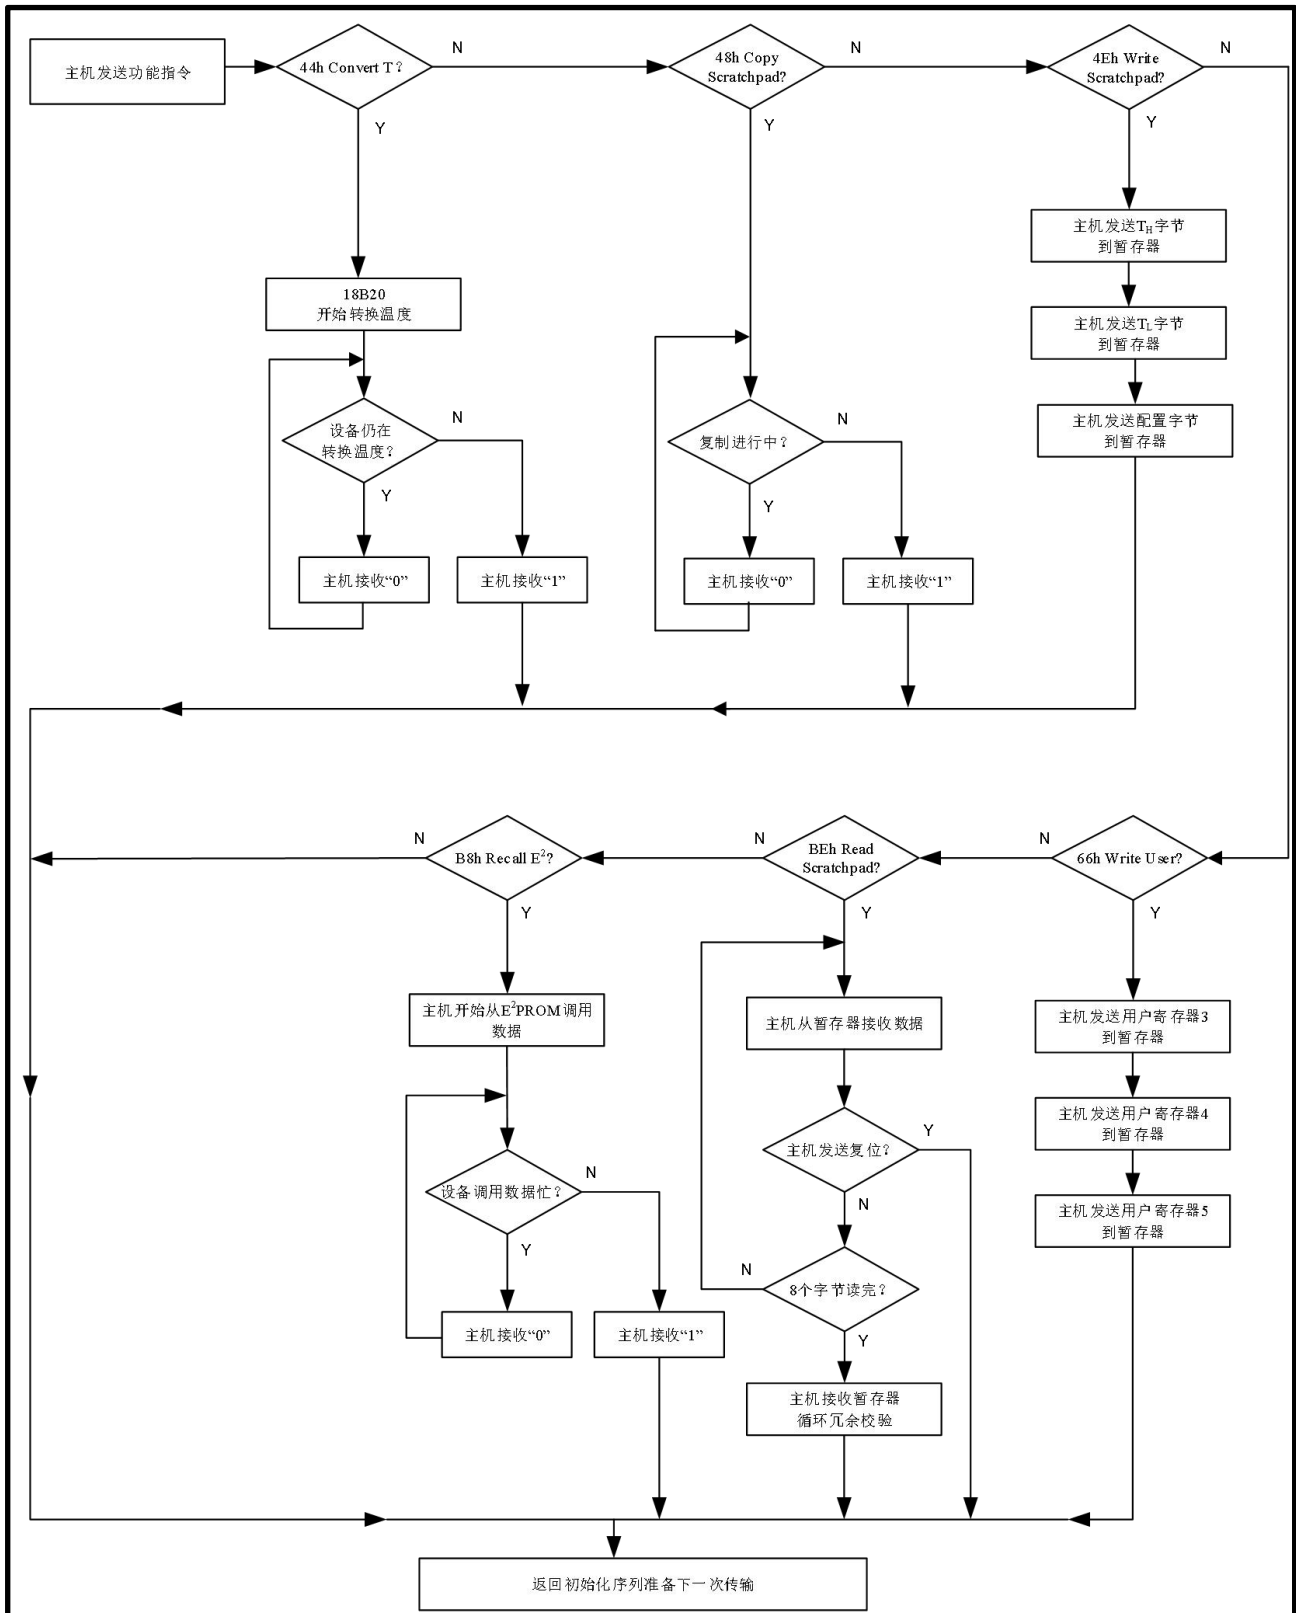 主机发送功能指令
44h Convert T？
N
Y
48h Copy
Scratchpad?
N
Y
4Eh Write
Scratchpad?
N
Y
18B20
开始转换温度
设备仍在
转换温度？
N
Y
主机接收“0”
主机接收“1”
复制进行中？
N
Y
主机接收“0”
主机接收“1”
主机发送T_H字节
到暂存器
主机发送T_L字节
到暂存器
主机发送配置字节
到暂存器
66h Write User?
N
Y
BEh Read
Scratchpad?
N
Y
B8h Recall E²?
N
Y
主机开始从E²PROM调用
数据
设备调用数据忙？
N
Y
主机接收“0”
主机接收“1”
主机从暂存器接收数据
主机发送复位？
Y
N
8个字节读完？
N
Y
主机接收暂存器
循环冗余校验
主机发送用户寄存器3
到暂存器
主机发送用户寄存器4
到暂存器
主机发送用户寄存器5
到暂存器
返回初始化序列准备下一次传输